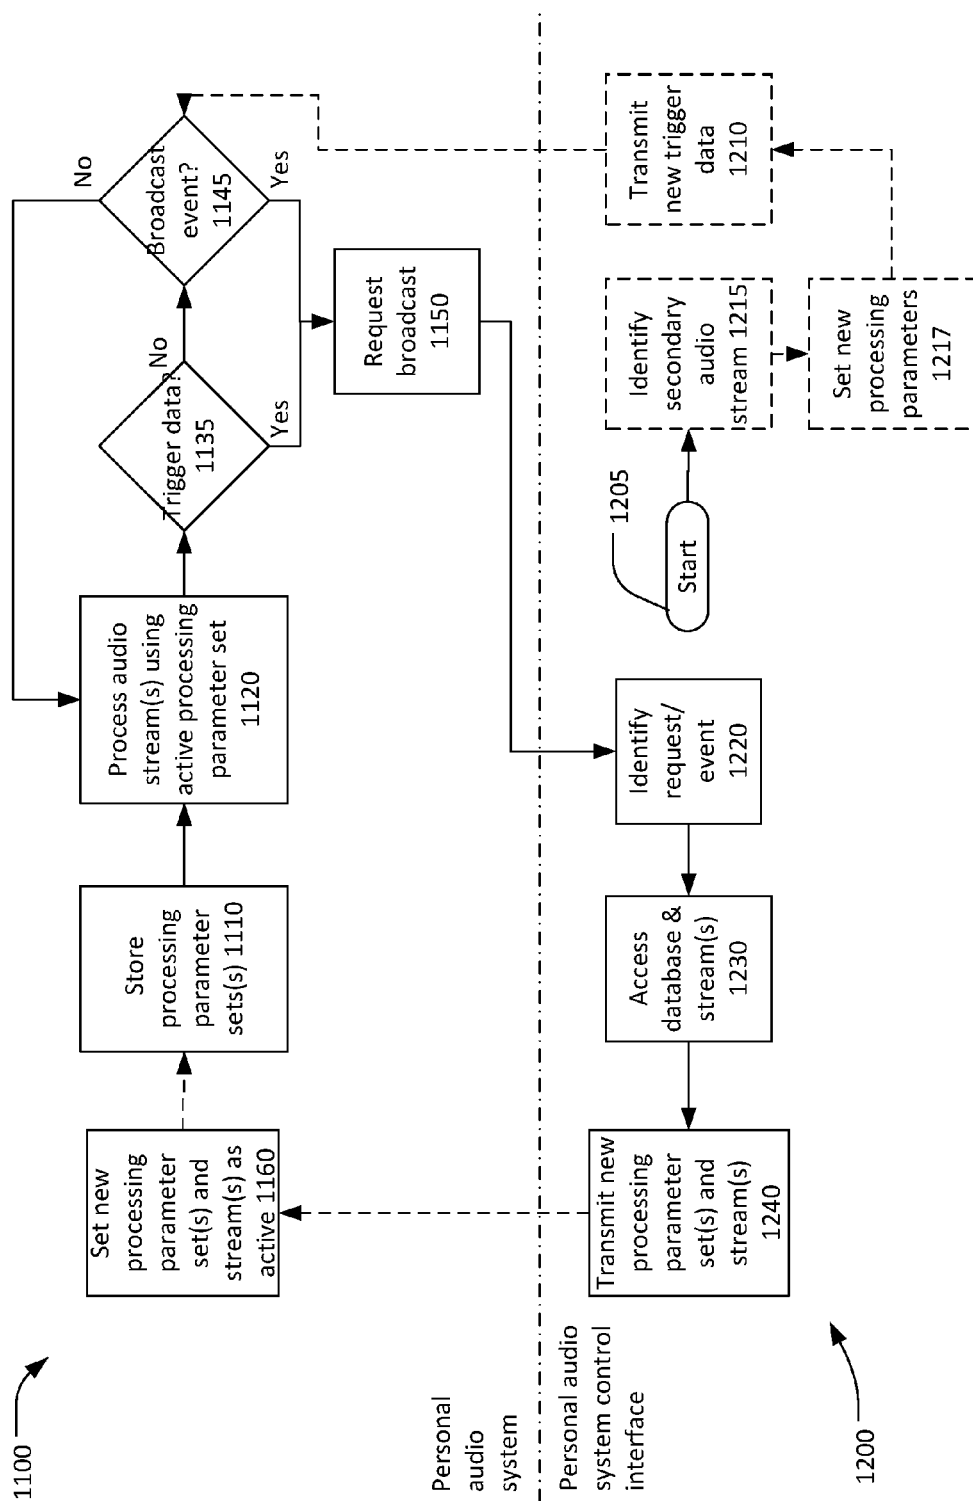 1100
Set new
processing
parameter
set(s) and
stream(s) as
active 1160
Store
processing
parameter
sets(s) 1110
Process audio
stream(s) using
active processing
parameter set
1120
Trigger data?
1135
No
Yes
Broadcast
event?
1145
No
Yes
Request
broadcast
1150
Personal
audio
system
Personal audio
system control
interface
1200
Transmit new
processing
parameter
set(s) and
stream(s)
1240
Access
database &
stream(s)
1230
Identify
request/
event
1220
1205
Start
Identify
secondary
audio
stream 1215
Set new
processing
parameters
1217
Transmit
new trigger
data
1210